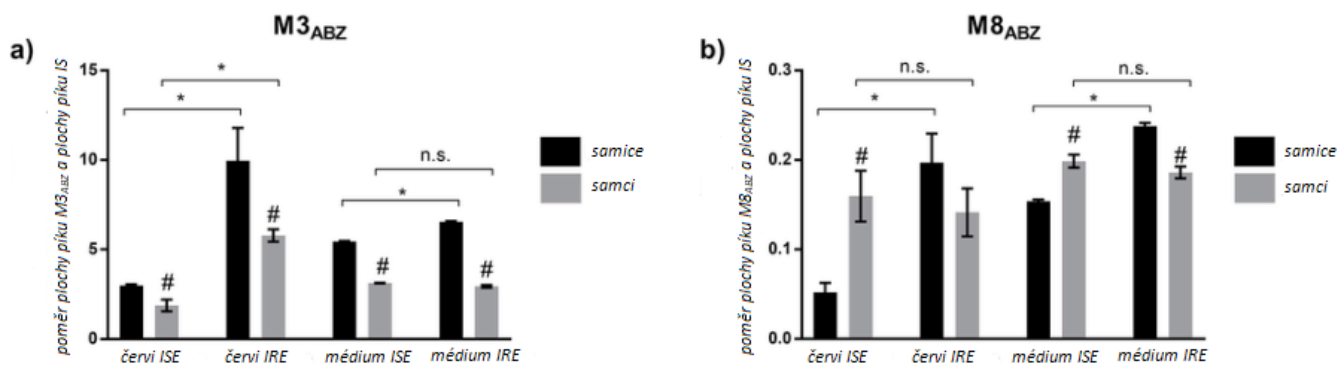 M3ABZ
a)
poměr plochy píku M3ABZ a plochy píku IS
15
10
5
0
*
*
n.s.
*
#
#
#
#
červi ISE
červi IRE
médium ISE
médium IRE
samice
samci
M8ABZ
b)
poměr plochy píku M8ABZ a plochy píku IS
0.3
0.2
0.1
0.0
n.s.
*
n.s.
*
#
#
#
červi ISE
červi IRE
médium ISE
médium IRE
samice
samci